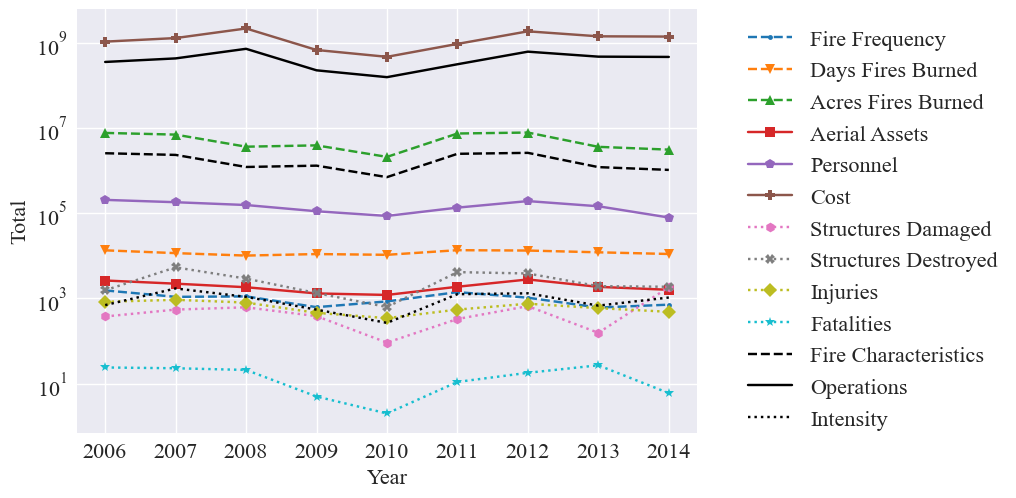 10^9
10^7
10^5
10^3
10^1
Total
2006 2007 2008 2009 2010 2011 2012 2013 2014
Year
Fire Frequency
Days Fires Burned
Acres Fires Burned
Aerial Assets
Personnel
Cost
Structures Damaged
Structures Destroyed
Injuries
Fatalities
Fire Characteristics
Operations
Intensity